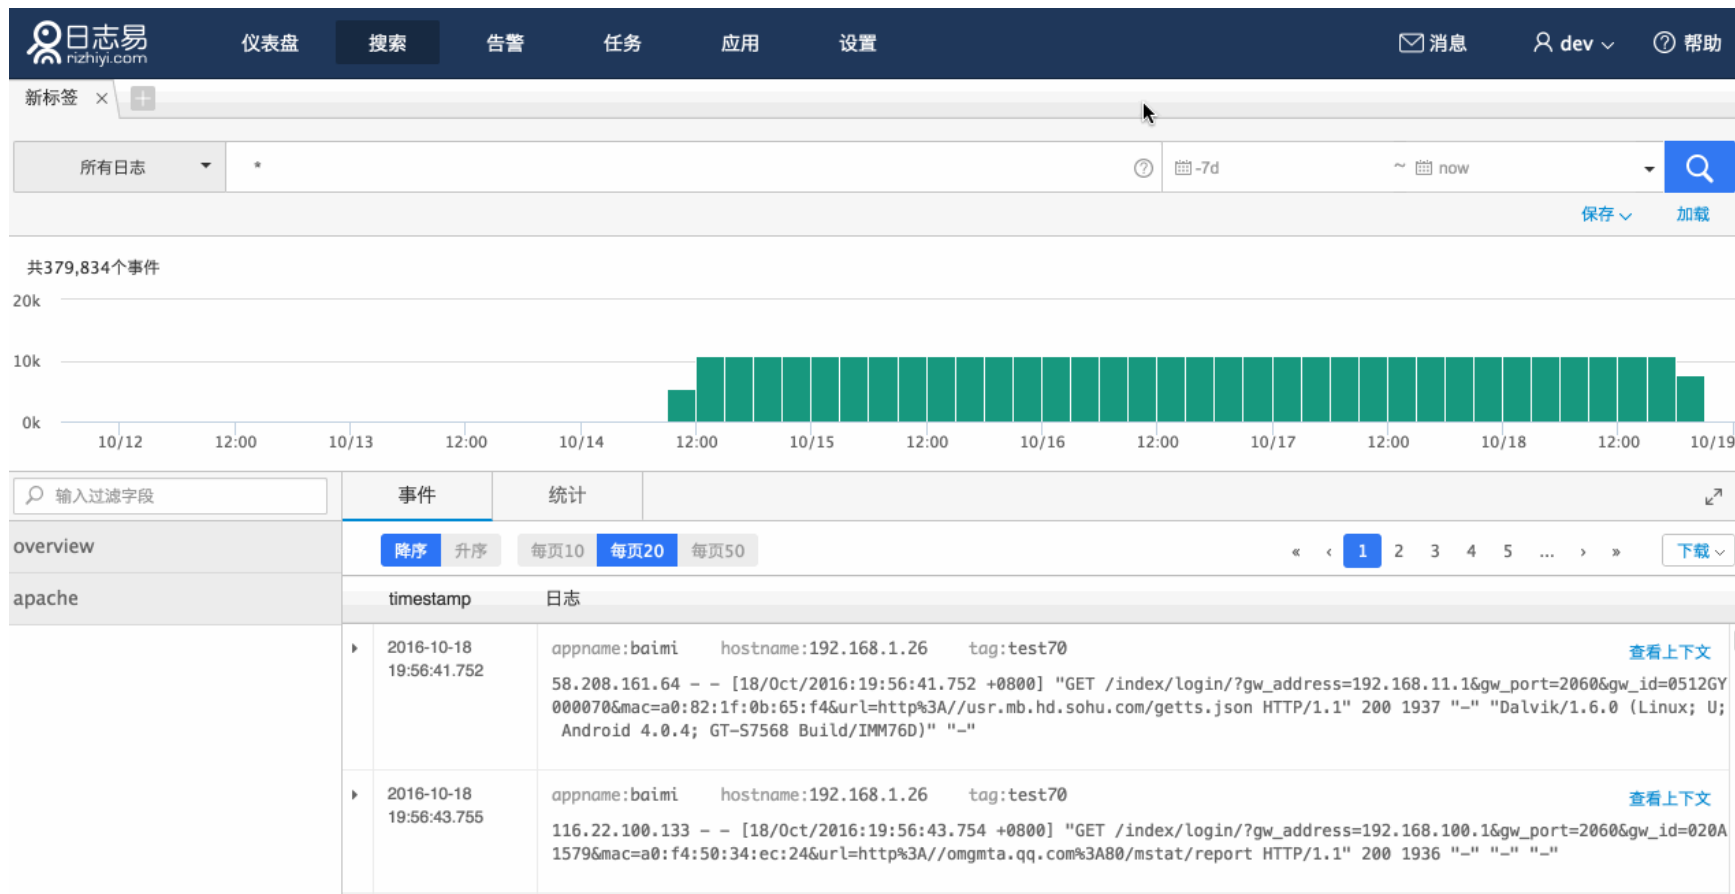 日志易 仪表盘 搜索 告警 任务 应用 设置 消息 dev 帮助
rizhiyi.com
新标签 ×
所有日志 * -7d ~ now
保存 加载
共379,834个事件
20k
10k
0k
10/12 12:00 10/13 12:00 10/14 12:00 10/15 12:00 10/16 12:00 10/17 12:00 10/18 12:00 10/19
输入过滤字段 事件 统计
overview
降序 升序 每页10 每页20 每页50 « ‹ 1 2 3 4 5 ... › » 下载
apache
timestamp 日志
2016-10-18 appname:baimi hostname:192.168.1.26 tag:test70 查看上下文
19:56:41.752
58.208.161.64 - - [18/Oct/2016:19:56:41.752 +0800] "GET /index/login/?gw_address=192.168.11.1&gw_port=2060&gw_id=0512GY
000070&mac=a0:82:1f:0b:65:f4&url=http%3A//usr.mb.hd.sohu.com/getts.json HTTP/1.1" 200 1937 "-" "Dalvik/1.6.0 (Linux; U;
Android 4.0.4; GT-S7568 Build/IMM76D)" "-"
2016-10-18 appname:baimi hostname:192.168.1.26 tag:test70 查看上下文
19:56:43.755
116.22.100.133 - - [18/Oct/2016:19:56:43.754 +0800] "GET /index/login/?gw_address=192.168.100.1&gw_port=2060&gw_id=020A
1579&mac=a0:f4:50:34:ec:24&url=http%3A//omgmta.qq.com%3A80/mstat/report HTTP/1.1" 200 1936 "-" "-" "-"